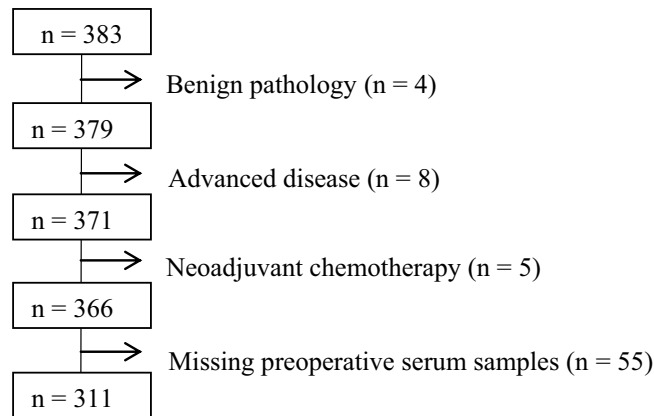 n = 383
Benign pathology (n = 4)
n = 379
Advanced disease (n = 8)
n = 371
Neoadjuvant chemotherapy (n = 5)
n = 366
Missing preoperative serum samples (n = 55)
n = 311